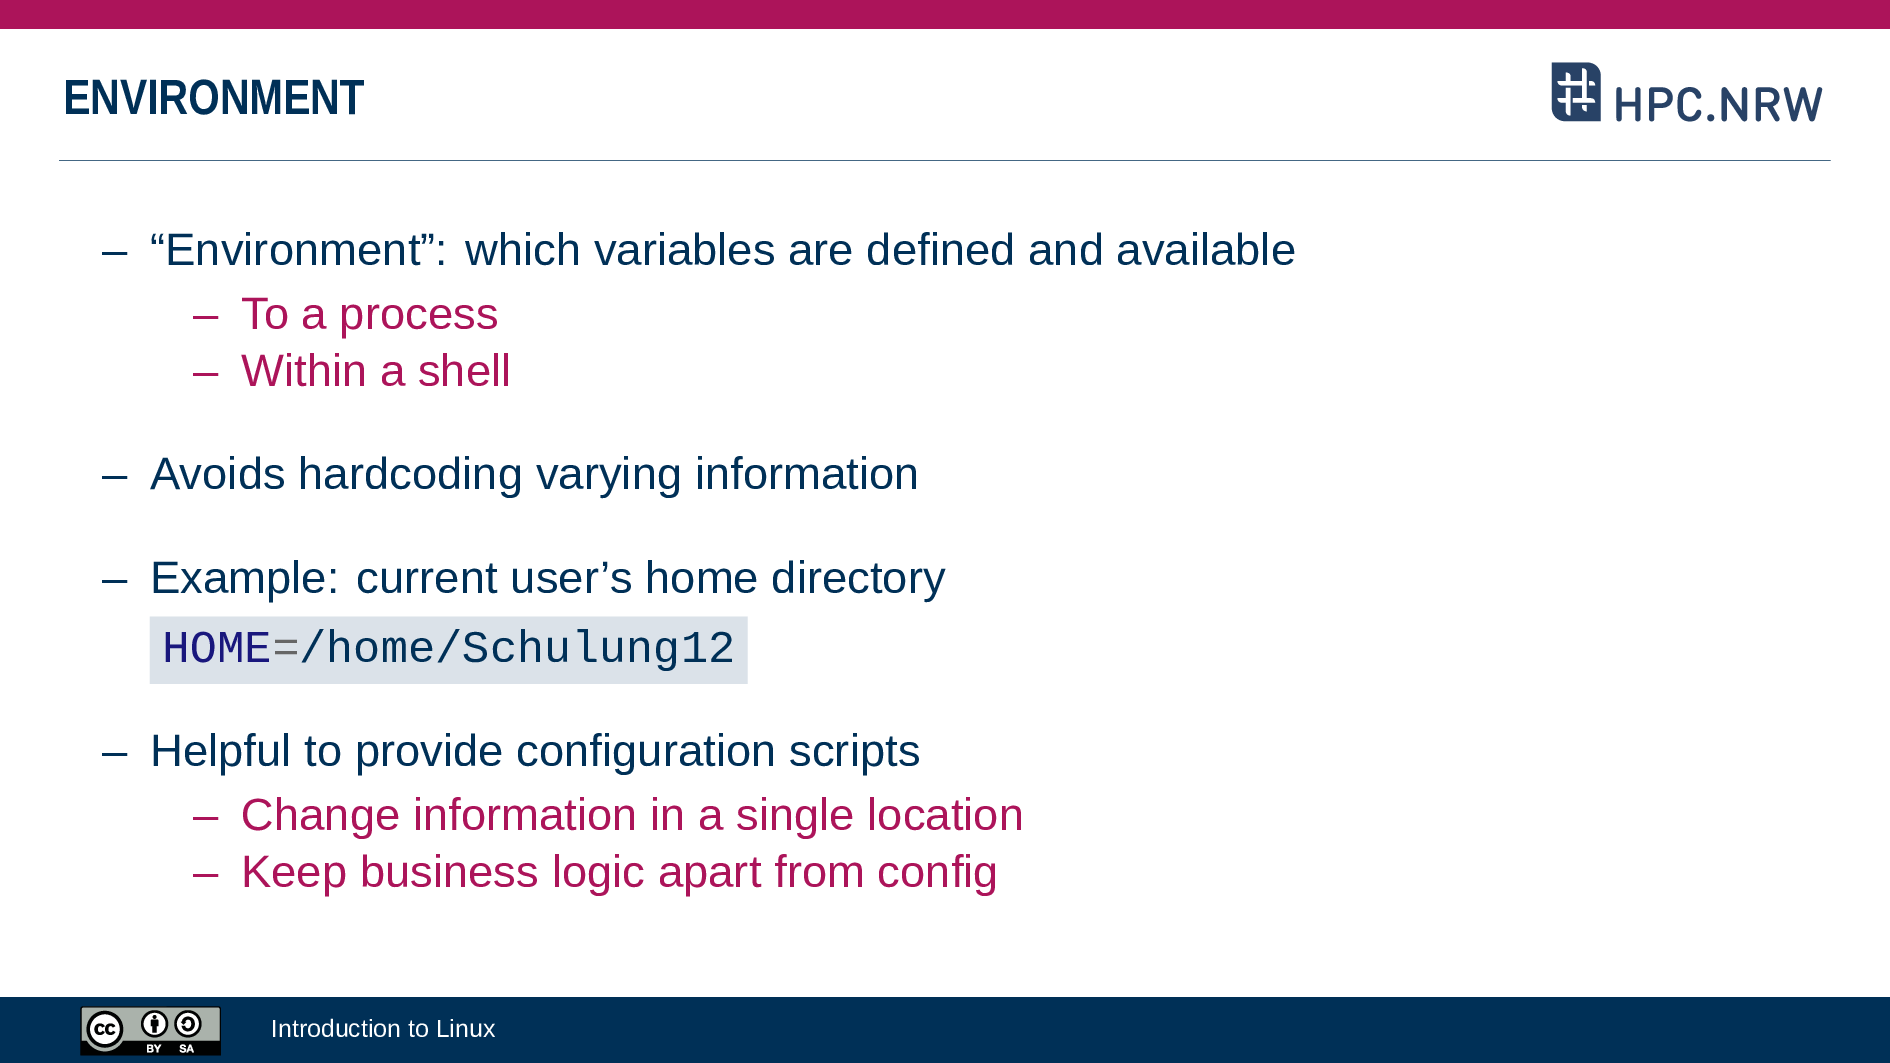 ENVIRONMENT
HPC.NRW
– “Environment”: which variables are defined and available
– To a process
– Within a shell
– Avoids hardcoding varying information
– Example: current user’s home directory
HOME=/home/Schulung12
– Helpful to provide configuration scripts
– Change information in a single location
– Keep business logic apart from config
cc BY SA
Introduction to Linux